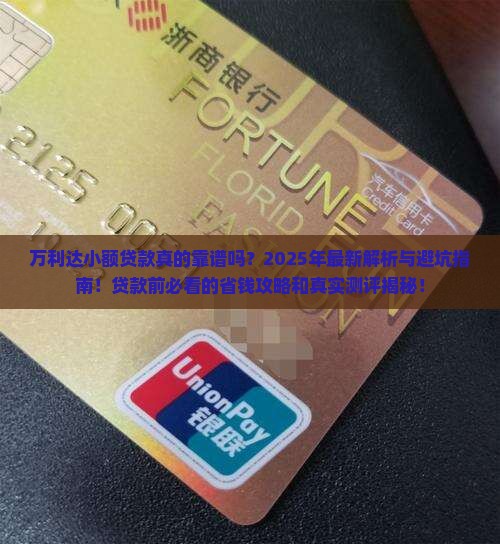 浙商银行
FORTUNE
FLORID
FASHION
汽车信用卡
Credit Card
2125
万利达小额贷款真的靠谱吗？2025年最新解析与避坑指
南！贷款前必看的省钱攻略和真实测评揭秘！
UnionPay
银联